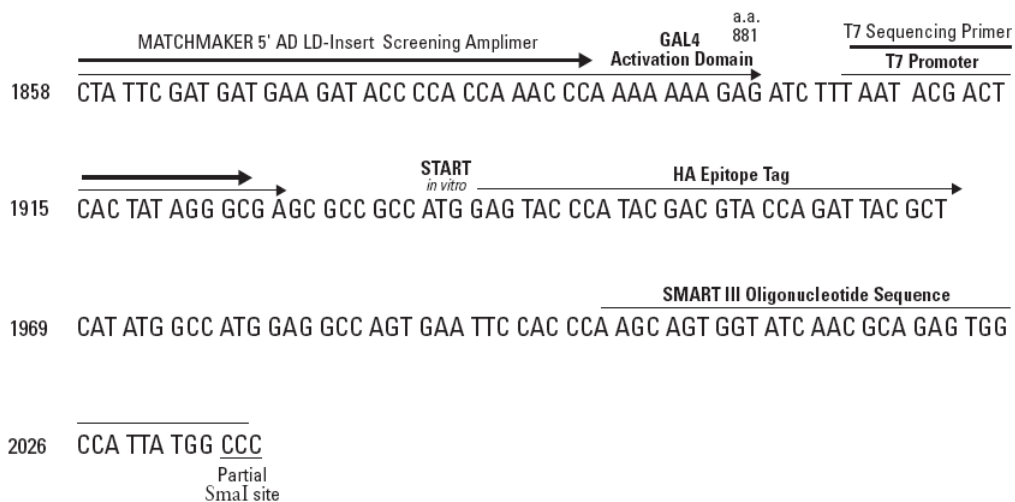 MATCHMAKER 5' AD LD-Insert Screening Amplimer
GAL4
Activation Domain
a.a.
881
T7 Sequencing Primer
T7 Promoter
1858 CTA TTC GAT GAT GAA GAT ACC CCA CCA AAC CCA AAA AAA GAG ATC TTT AAT ACG ACT
START
in vitro
HA Epitope Tag
1915 CAC TAT AGG GCG AGC GCC GCC ATG GAG TAC CCA TAC GAC GTA CCA GAT TAC GCT
SMART III Oligonucleotide Sequence
1969 CAT ATG GCC ATG GAG GCC AGT GAA TTC CAC CCA AGC AGT GGT ATC AAC GCA GAG TGG
2026 CCA TTA TGG CCC
Partial
SmaI site